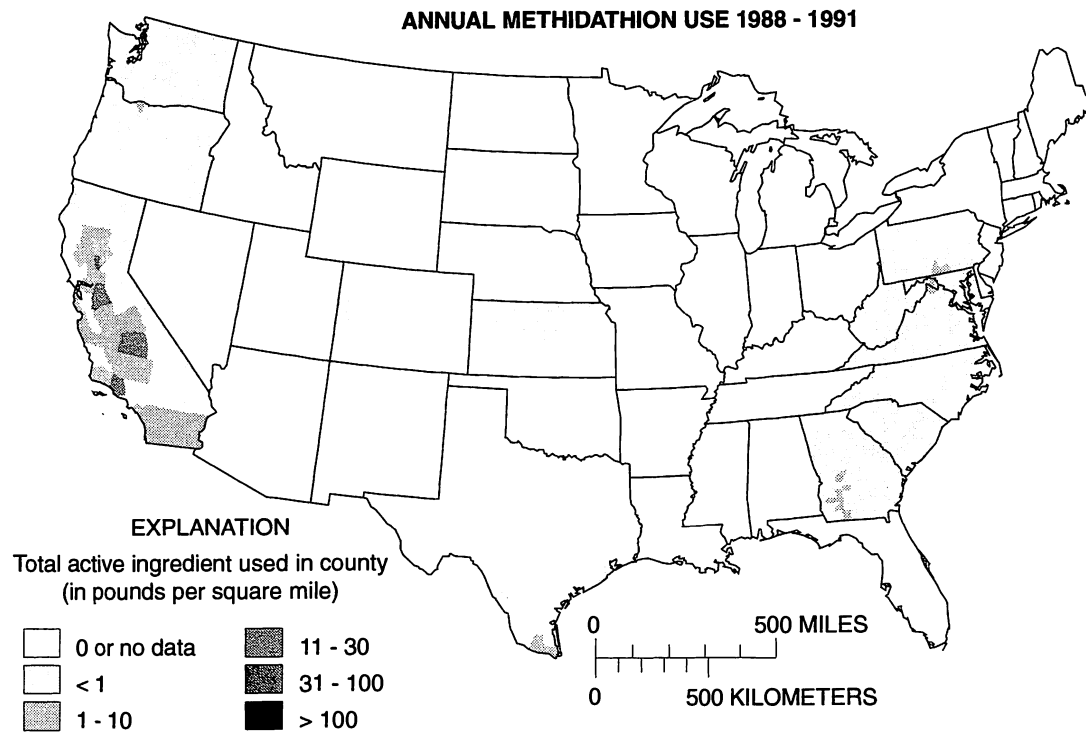 ANNUAL METHIDATHION USE 1988 - 1991
EXPLANATION
Total active ingredient used in county
(in pounds per square mile)
0 or no data
< 1
1 - 10
11 - 30
31 - 100
> 100
0 500 MILES
0 500 KILOMETERS